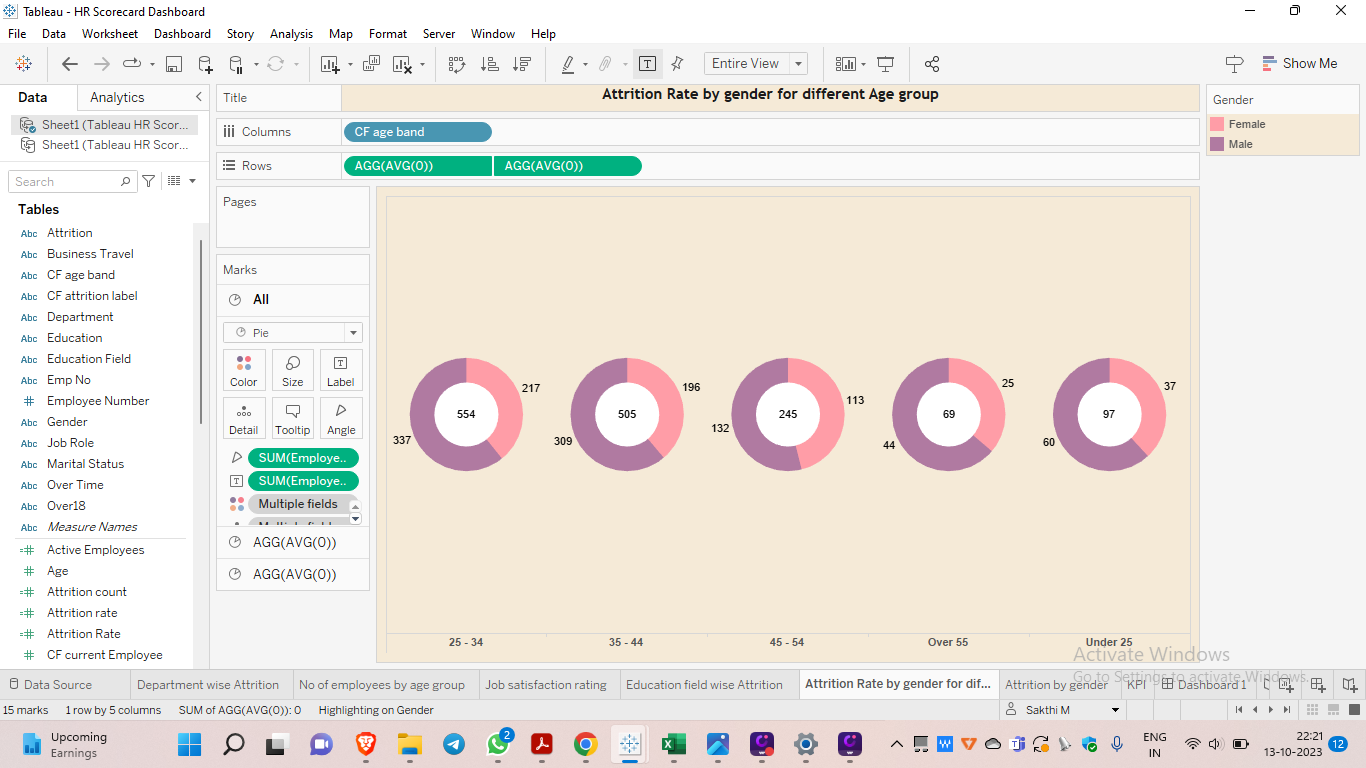 Tableau - HR Scorecard Dashboard
File Data Worksheet Dashboard Story Analysis Map Format Server Window Help
Entire View
Show Me
Data Analytics
Sheet1 (Tableau HR Scor...
Sheet1 (Tableau HR Scor...
Search
Tables
Abc Attrition
Abc Business Travel
Abc CF age band
Abc CF attrition label
Abc Department
Abc Education
Abc Education Field
Abc Emp No
# Employee Number
Abc Gender
Abc Job Role
Abc Marital Status
Abc Over Time
Abc Over18
Abc Measure Names
=# Active Employees
# Age
=# Attrition count
=# Attrition rate
=# Attrition Rate
# CF current Employee
Title
Attrition Rate by gender for different Age group
Columns
CF age band
Rows
AGG(AVG(0)) AGG(AVG(0))
Pages
Marks
All
Pie
Color Size Label
Detail Tooltip Angle
SUM(Employe..
SUM(Employe..
Multiple fields
AGG(AVG(0))
AGG(AVG(0))
217
554
337
196
505
309
113
245
132
25
69
44
37
97
60
25 - 34 35 - 44 45 - 54 Over 55 Under 25
Gender
Female
Male
Activate Windows
Go to Settings to activate Windows.
Data Source Department wise Attrition No of employees by age group Job satisfaction rating Education field wise Attrition Attrition Rate by gender for dif... Attrition by gender KPI Dashboard 1
15 marks 1 row by 5 columns SUM of AGG(AVG(0)): 0 Highlighting on Gender Sakthi M
Upcoming
Earnings
2
ENG
IN
22:21
13-10-2023
12